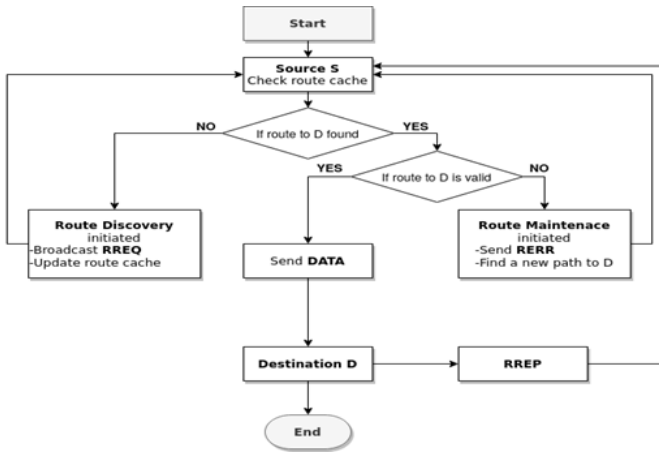 Start
Source S
Check route cache
NO
If route to D found
YES
YES
If route to D is valid
NO
Route Discovery
initiated
-Broadcast RREQ
-Update route cache
Send DATA
Route Maintenace
initiated
-Send RERR
-Find a new path to D
Destination D
RREP
End